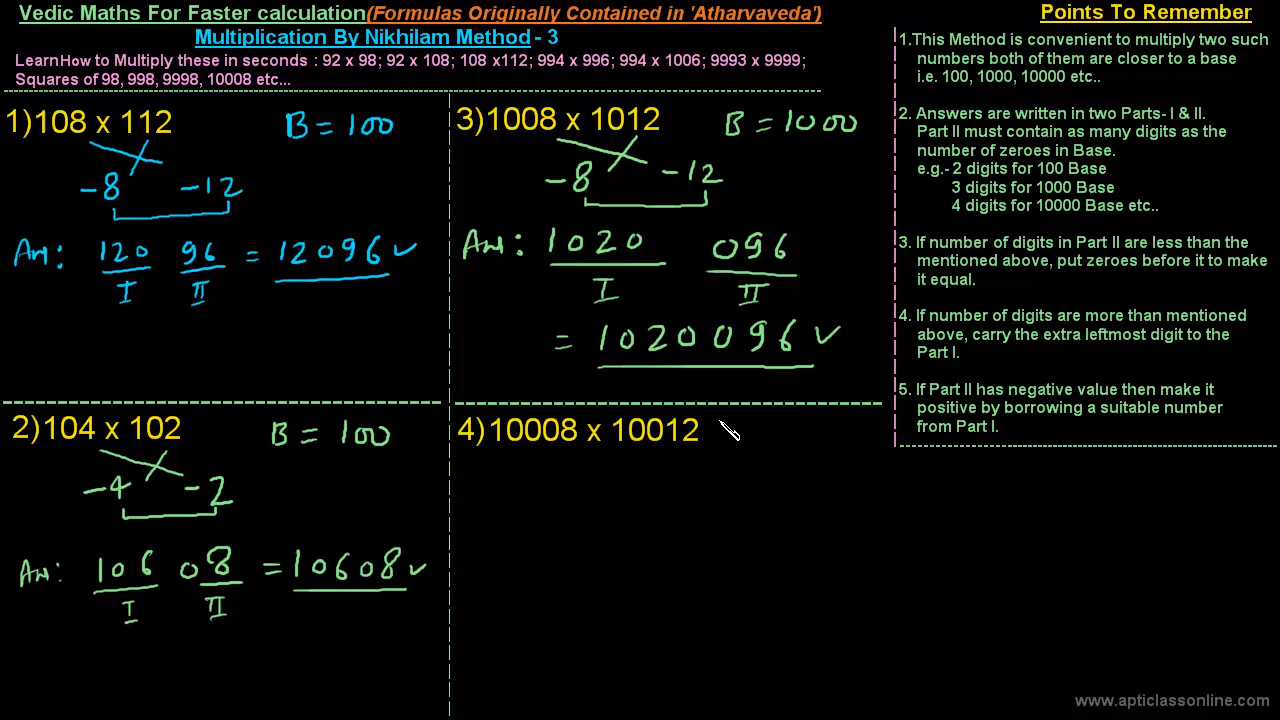 Vedic Maths For Faster calculation(Formulas Originally Contained in 'Atharvaveda')
Multiplication By Nikhilam Method - 3
Learn How to Multiply these in seconds : 92 x 98; 92 x 108; 108 x112; 994 x 996; 994 x 1006; 9993 x 9999;
Squares of 98, 998, 9998, 10008 etc...
1)108 x 112 B = 100
-8 -12
Ans: 120 96 = 12096 ✓
I II
2)104 x 102 B = 100
-4 -2
Ans: 106 08 = 10608 ✓
I II
3)1008 x 1012 B = 1000
-8 -12
Ans: 1020 096
I II
= 1020096 ✓
4)10008 x 10012
Points To Remember
1.This Method is convenient to multiply two such
numbers both of them are closer to a base
i.e. 100, 1000, 10000 etc..
2. Answers are written in two Parts- I & II.
Part II must contain as many digits as the
number of zeroes in Base.
e.g.- 2 digits for 100 Base
3 digits for 1000 Base
4 digits for 10000 Base etc..
3. If number of digits in Part II are less than the
mentioned above, put zeroes before it to make
it equal.
4. If number of digits are more than mentioned
above, carry the extra leftmost digit to the
Part I.
5. If Part II has negative value then make it
positive by borrowing a suitable number
from Part I.
www.apticlassonline.com